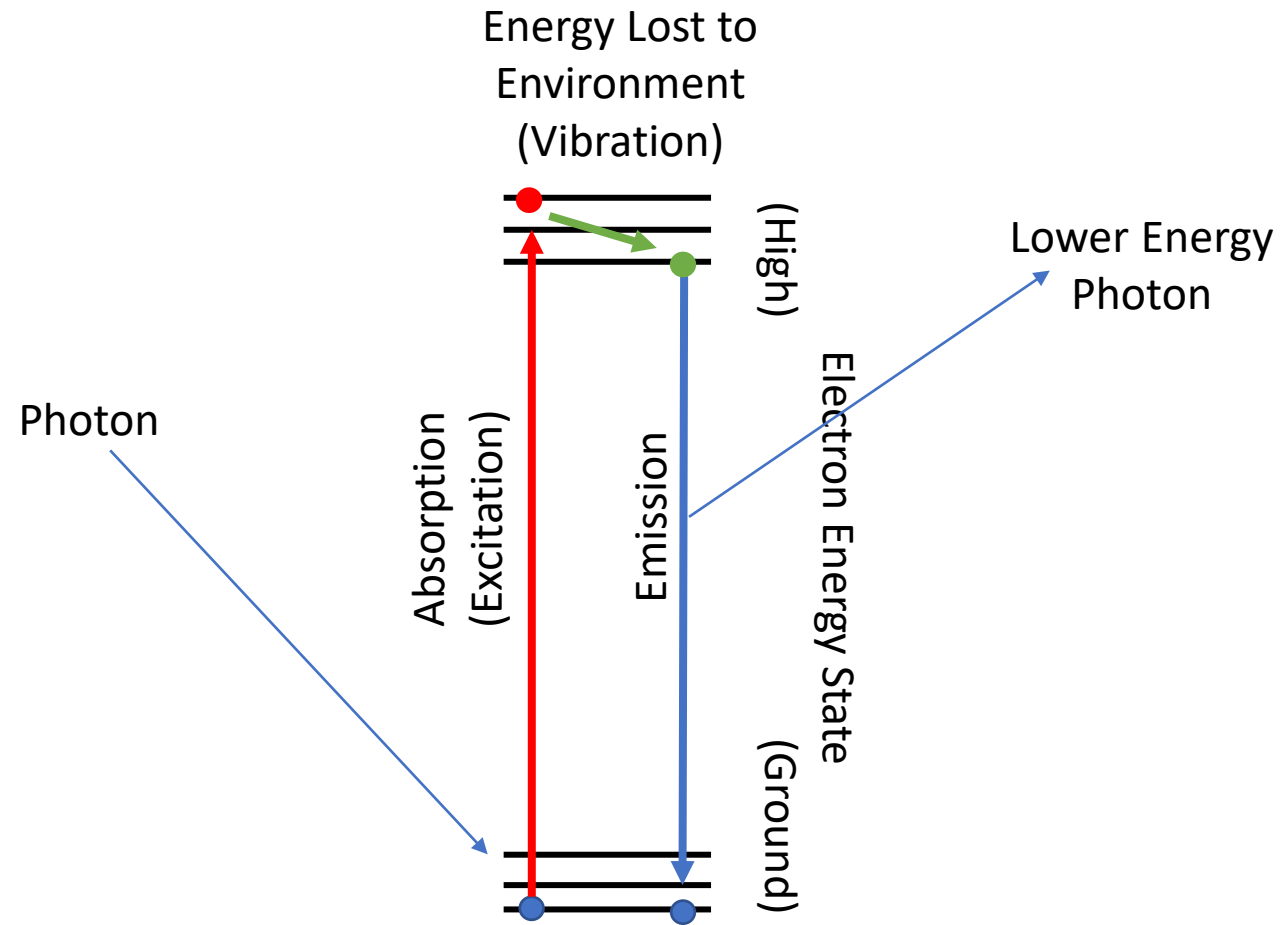 Energy Lost to
Environment
(Vibration)
(High)
Lower Energy
Photon
Photon
Absorption
(Excitation)
Emission
Electron Energy State
(Ground)